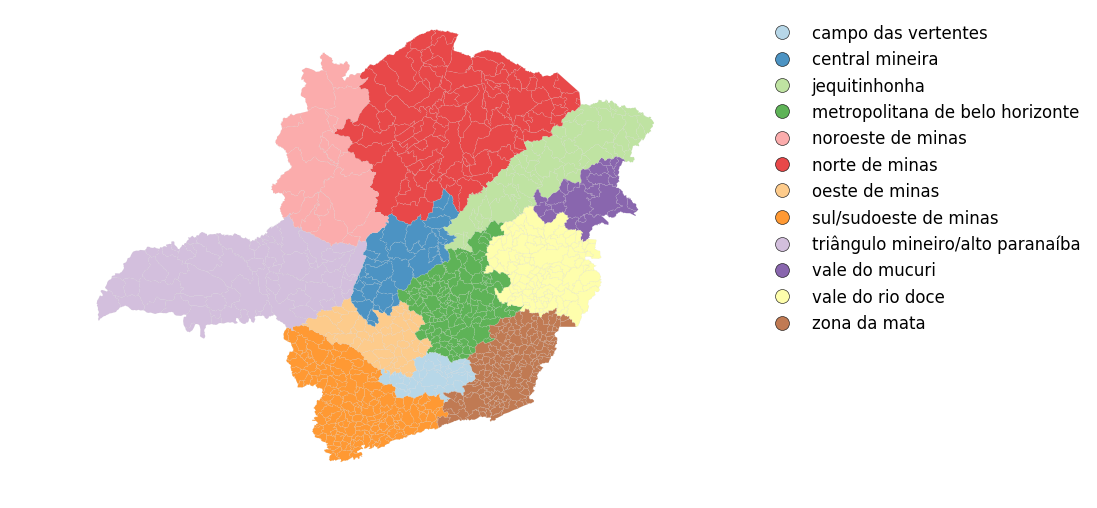 campo das vertentes
central mineira
jequitinhonha
metropolitana de belo horizonte
noroeste de minas
norte de minas
oeste de minas
sul/sudoeste de minas
triângulo mineiro/alto paranaíba
vale do mucuri
vale do rio doce
zona da mata